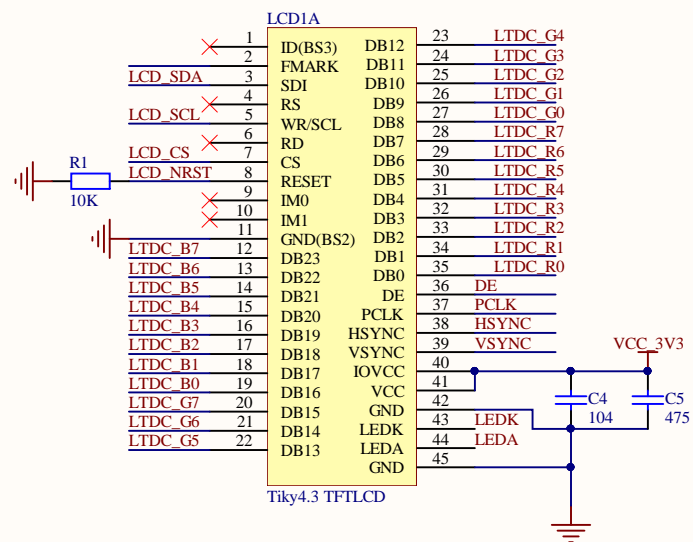 LCD1A
1 ID(BS3) DB12 23 LTDC_G4
2 FMARK DB11 24 LTDC_G3
LCD_SDA 3 SDI DB10 25 LTDC_G2
4 RS DB9 26 LTDC_G1
LCD_SCL 5 WR/SCL DB8 27 LTDC_G0
6 RD DB7 28 LTDC_R7
LCD_CS 7 CS DB6 29 LTDC_R6
R1 10K LCD_NRST 8 RESET DB5 30 LTDC_R5
9 IM0 DB4 31 LTDC_R4
10 IM1 DB3 32 LTDC_R3
11 GND(BS2) DB2 33 LTDC_R2
LTDC_B7 12 DB23 DB1 34 LTDC_R1
LTDC_B6 13 DB22 DB0 35 LTDC_R0
LTDC_B5 14 DB21 DE 36 DE
LTDC_B4 15 DB20 PCLK 37 PCLK
LTDC_B3 16 DB19 HSYNC 38 HSYNC
LTDC_B2 17 DB18 VSYNC 39 VSYNC VCC_3V3
LTDC_B1 18 DB17 IOVCC 40
LTDC_B0 19 DB16 VCC 41 C4 C5
LTDC_G7 20 DB15 GND 42 104 475
LTDC_G6 21 DB14 LEDK 43 LEDK
LTDC_G5 22 DB13 LEDA 44 LEDA
GND 45
Tiky4.3 TFTLCD